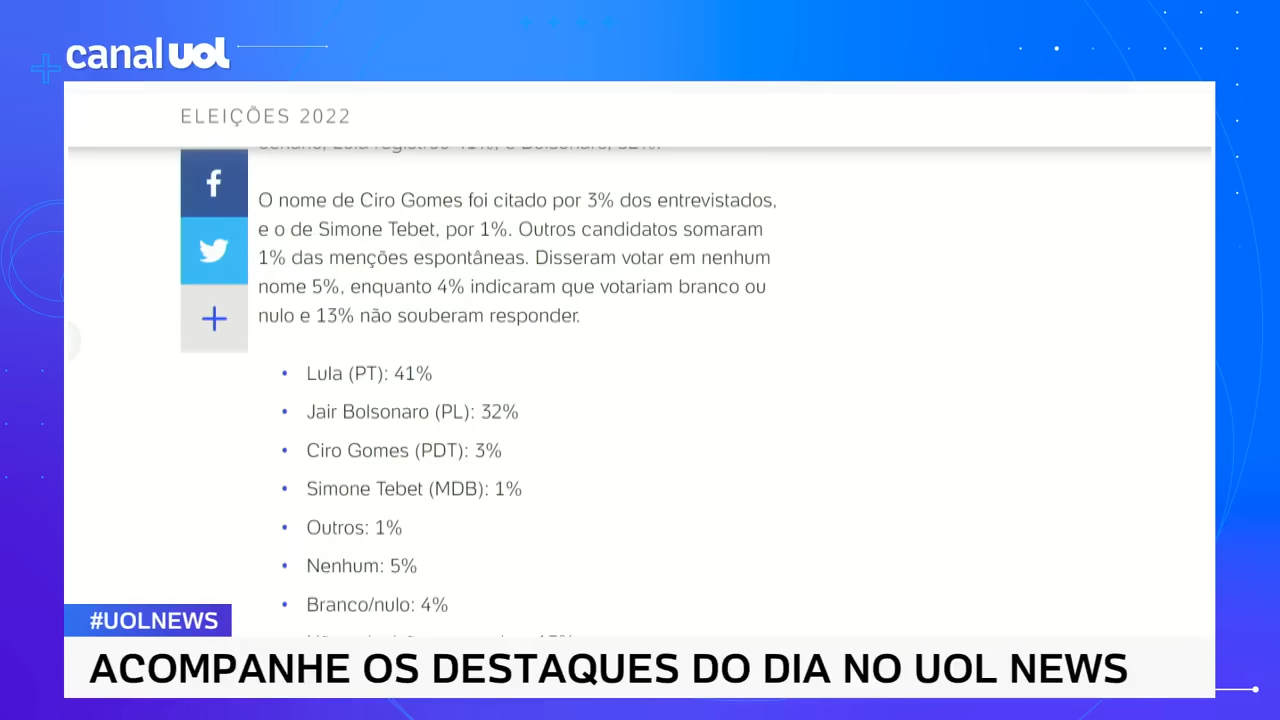 canal uol
ELEIÇÕES 2022
O nome de Ciro Gomes foi citado por 3% dos entrevistados,
e o de Simone Tebet, por 1%. Outros candidatos somaram
1% das menções espontâneas. Disseram votar em nenhum
nome 5%, enquanto 4% indicaram que votariam branco ou
nulo e 13% não souberam responder.
• Lula (PT): 41%
• Jair Bolsonaro (PL): 32%
• Ciro Gomes (PDT): 3%
• Simone Tebet (MDB): 1%
• Outros: 1%
• Nenhum: 5%
• Branco/nulo: 4%
#UOLNEWS
ACOMPANHE OS DESTAQUES DO DIA NO UOL NEWS